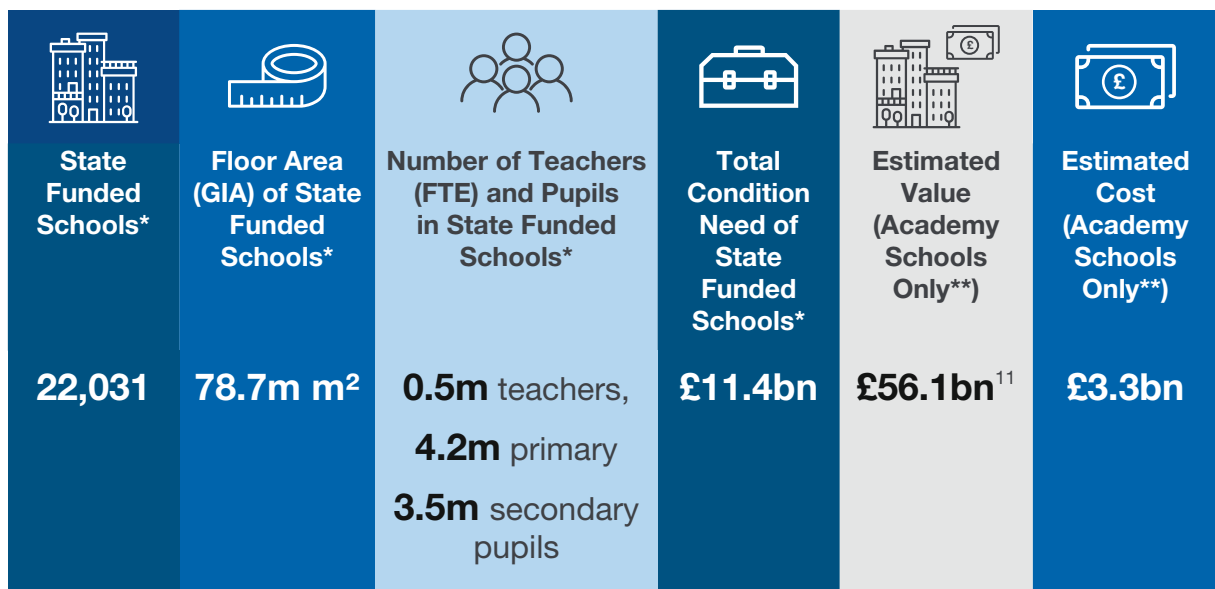 State
Funded
Schools*
22,031
Floor Area
(GIA) of State
Funded
Schools*
78.7m m²
Number of Teachers
(FTE) and Pupils
in State Funded
Schools*
0.5m teachers,
4.2m primary
3.5m secondary
pupils
Total
Condition
Need of
State
Funded
Schools*
£11.4bn
£
Estimated
Value
(Academy
Schools
Only**)
£56.1bn¹¹
£
Estimated
Cost
(Academy
Schools
Only**)
£3.3bn